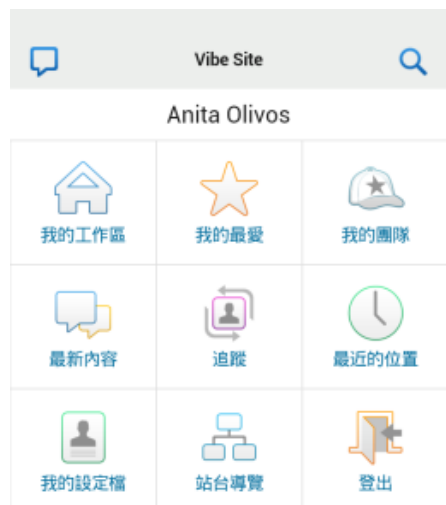 Vibe Site
Anita Olivos
我的工作區
我的最愛
我的團隊
最新內容
追蹤
最近的位置
我的設定檔
站台導覽
登出